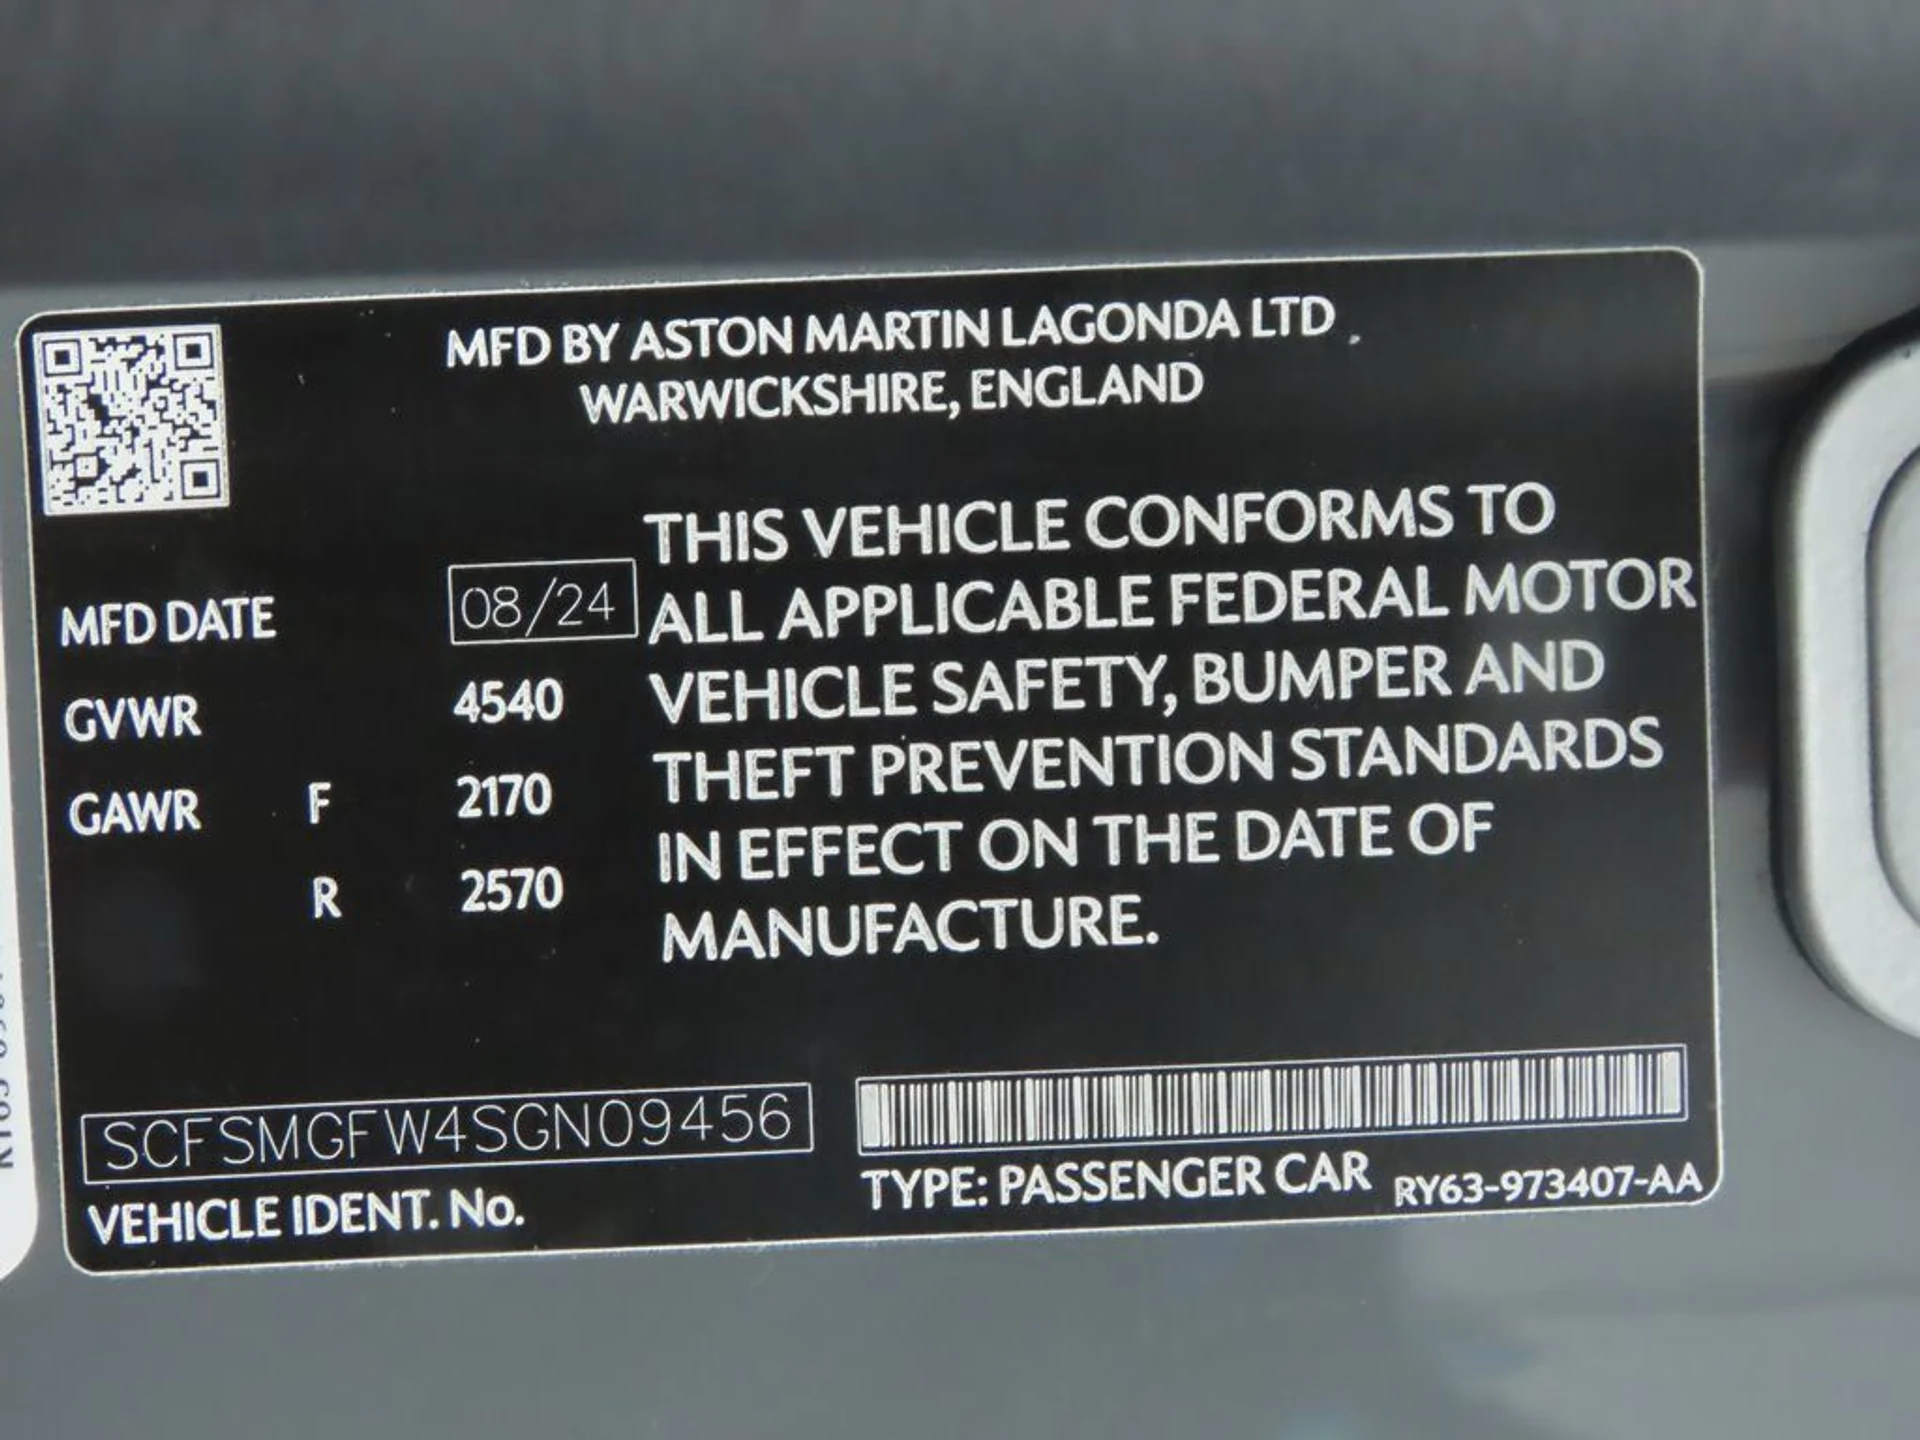 MFD BY ASTON MARTIN LAGONDA LTD .
WARWICKSHIRE, ENGLAND
THIS VEHICLE CONFORMS TO
ALL APPLICABLE FEDERAL MOTOR
VEHICLE SAFETY, BUMPER AND
THEFT PREVENTION STANDARDS
IN EFFECT ON THE DATE OF
MANUFACTURE.
MFD DATE 08/24
GVWR 4540
GAWR F 2170
R 2570
SCFSMGFW4SGN09456
VEHICLE IDENT. No.
TYPE: PASSENGER CAR RY63-973407-AA